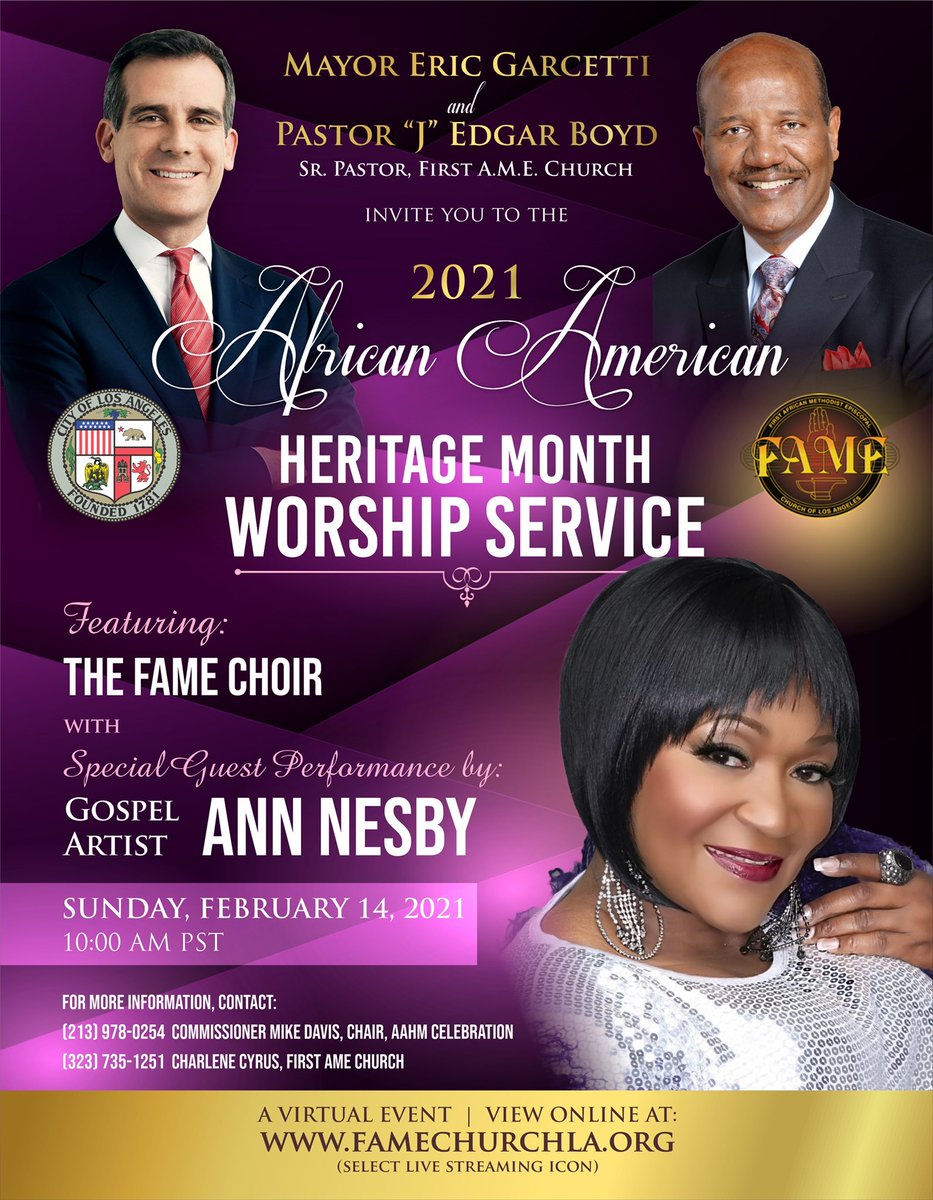 MAYOR ERIC GARCETTI
and
PASTOR "J" EDGAR BOYD
SR. PASTOR, FIRST A.M.E. CHURCH
INVITE YOU TO THE
2021
African American
HERITAGE MONTH
WORSHIP SERVICE
CITY OF LOS ANGELES
FOUNDED 1781
FIRST AFRICAN METHODIST EPISCOPAL
FAME
CHURCH OF LOS ANGELES
Featuring:
THE FAME CHOIR
WITH
Special Guest Performance by:
GOSPEL
ARTIST ANN NESBY
SUNDAY, FEBRUARY 14, 2021
10:00 AM PST
FOR MORE INFORMATION, CONTACT:
(213) 978-0254 COMMISSIONER MIKE DAVIS, CHAIR, AAHM CELEBRATION
(323) 735-1251 CHARLENE CYRUS, FIRST AME CHURCH
A VIRTUAL EVENT | VIEW ONLINE AT:
WWW.FAMECHURCHLA.ORG
(SELECT LIVE STREAMING ICON)